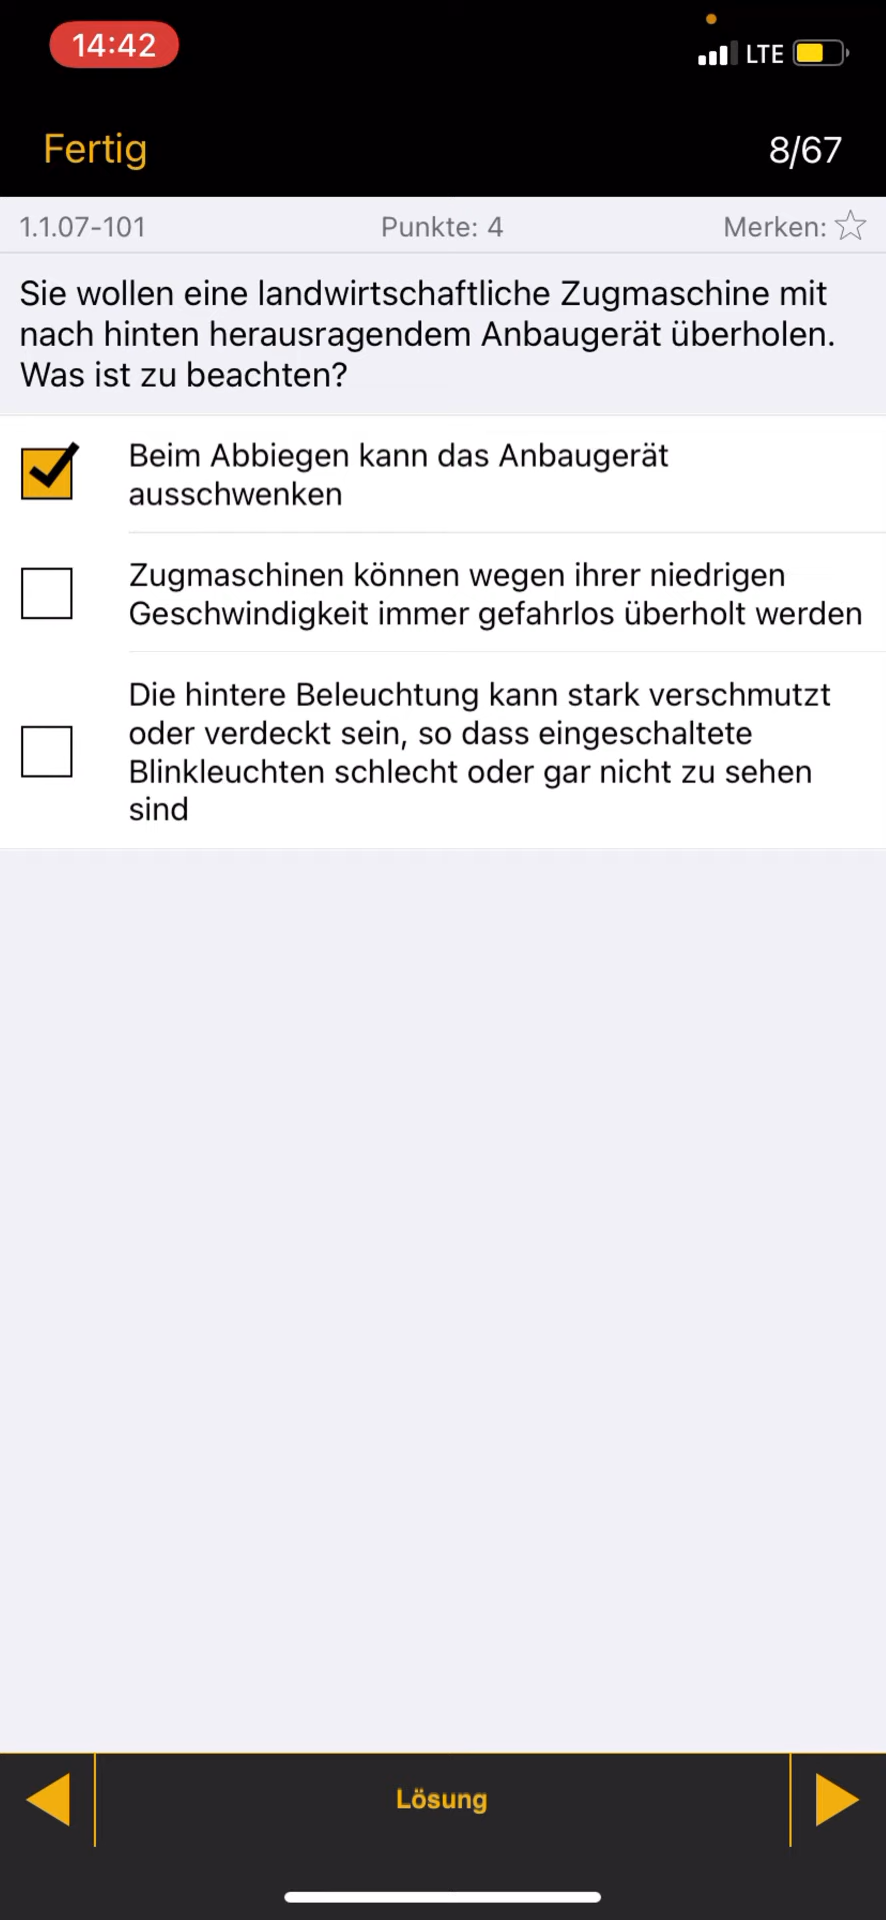 14:42
LTE
Fertig
8/67
1.1.07-101
Punkte: 4
Merken:
Sie wollen eine landwirtschaftliche Zugmaschine mit
nach hinten herausragendem Anbaugerät überholen.
Was ist zu beachten?
Beim Abbiegen kann das Anbaugerät
ausschwenken
Zugmaschinen können wegen ihrer niedrigen
Geschwindigkeit immer gefahrlos überholt werden
Die hintere Beleuchtung kann stark verschmutzt
oder verdeckt sein, so dass eingeschaltete
Blinkleuchten schlecht oder gar nicht zu sehen
sind
Lösung